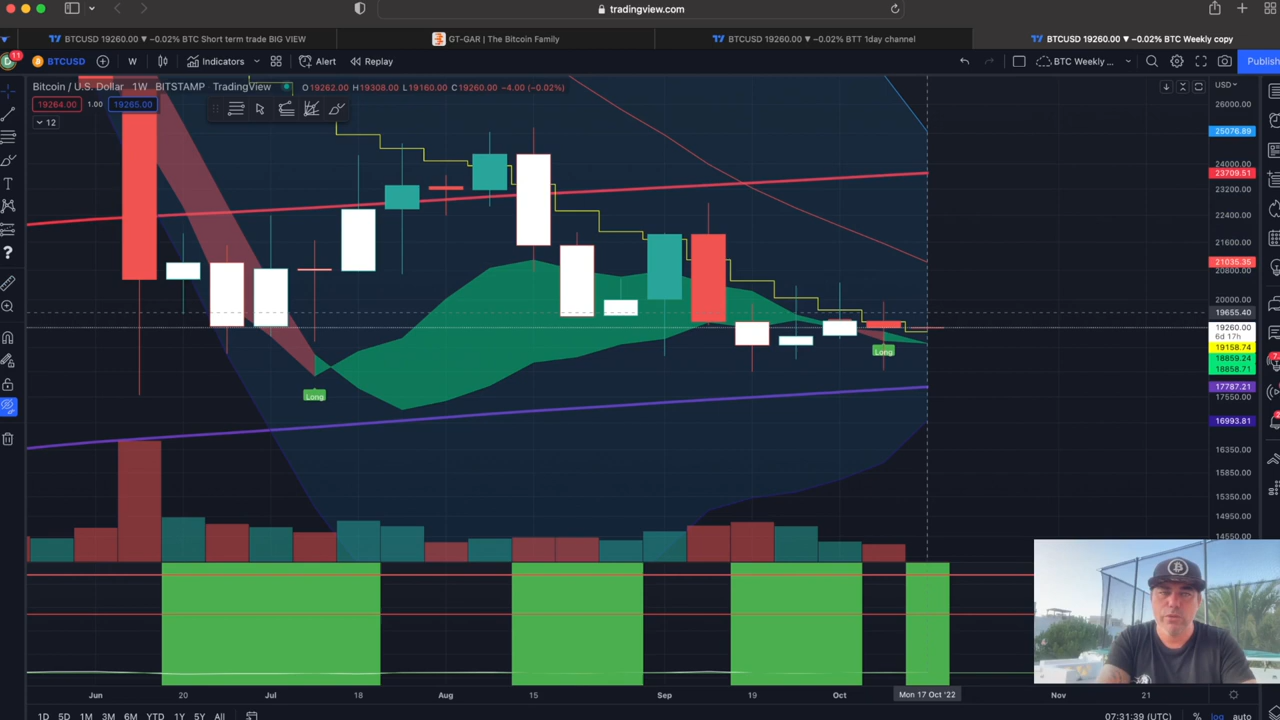 tradingview.com
BTCUSD 19260.00 ▼ −0.02% BTC Short term trade BIG VIEW
GT-GAR | The Bitcoin Family
BTCUSD 19260.00 ▼ −0.02% BTT 1day channel
BTCUSD 19260.00 ▼ −0.02% BTC Weekly copy
11
BTCUSD
W
Indicators
Alert
Replay
BTC Weekly ...
Publish
Bitcoin / U.S. Dollar 1W BITSTAMP TradingView
O19262.00 H19308.00 L19160.00 C19260.00 −4.00 (−0.02%)
USD
19264.00 1.00 19265.00
12
26000.00
25076.89
24000.00
23709.51
23200.00
22400.00
21600.00
21035.35
20800.00
20000.00
19655.40
19260.00
6d 17h
19158.74
18859.24
18858.71
17787.21
17550.00
16993.81
16350.00
15350.00
14950.00
14550.00
Long
Long
Jun 20 Jul 18 Aug 15 Sep 19 Oct Mon 17 Oct '22 Nov 21
1D 5D 1M 3M 6M YTD 1Y 5Y All
07:31:39 (UTC) % log auto